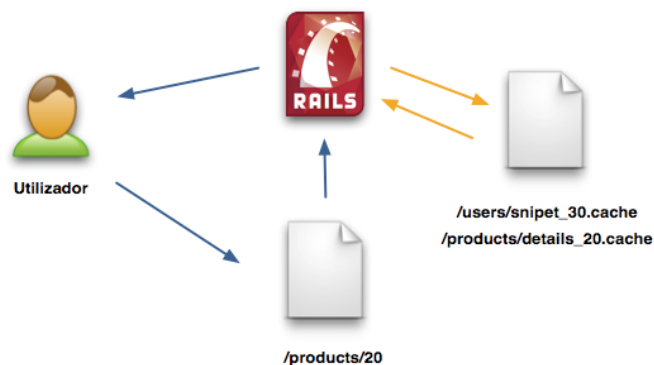 RAILS
Utilizador
/users/snipet_30.cache
/products/details_20.cache
/products/20